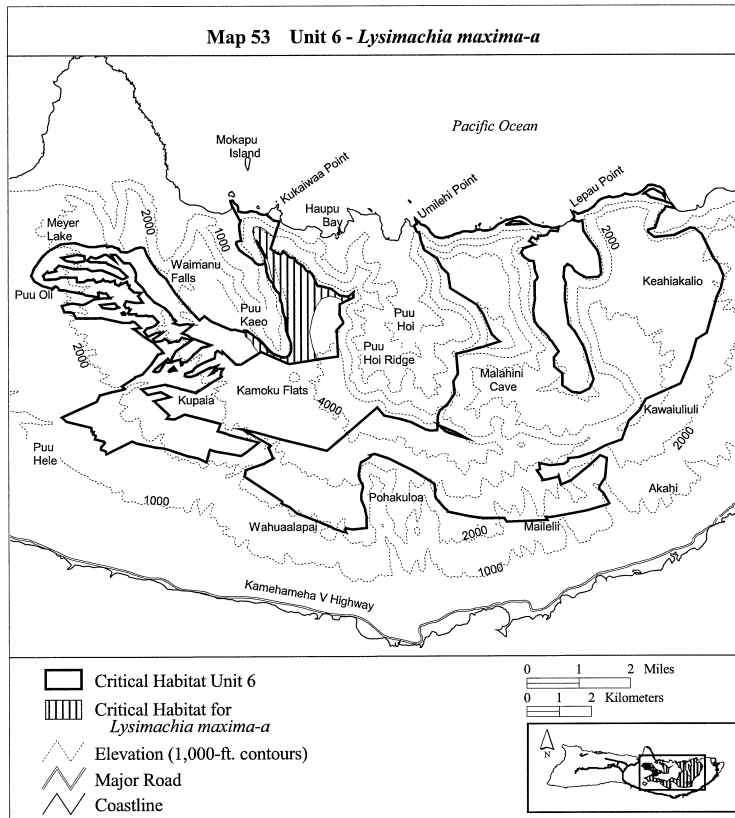 Map 53 Unit 6 - Lysimachia maxima-a
Pacific Ocean
Mokapu
Island
Kukaiwaa Point
Haupu
Bay
Umilehi Point
Lepau Point
Meyer
Lake
2000
1000
Waimanu
Falls
2000
Keahiakalio
Puu Oli
Puu
Kaeo
Puu
Hoi
Puu
Hoi Ridge
2000
Malahini
Cave
Kupaia
Kamoku Flats
4000
Kawaiuliuli
2000
Puu
Hele
1000
Pohakuloa
Akahi
Wahuaalapai
2000
Mailelii
1000
Kamehameha V Highway
Critical Habitat Unit 6
Critical Habitat for
Lysimachia maxima-a
Elevation (1,000-ft. contours)
Major Road
Coastline
0 1 2 Miles
0 1 2 Kilometers
N